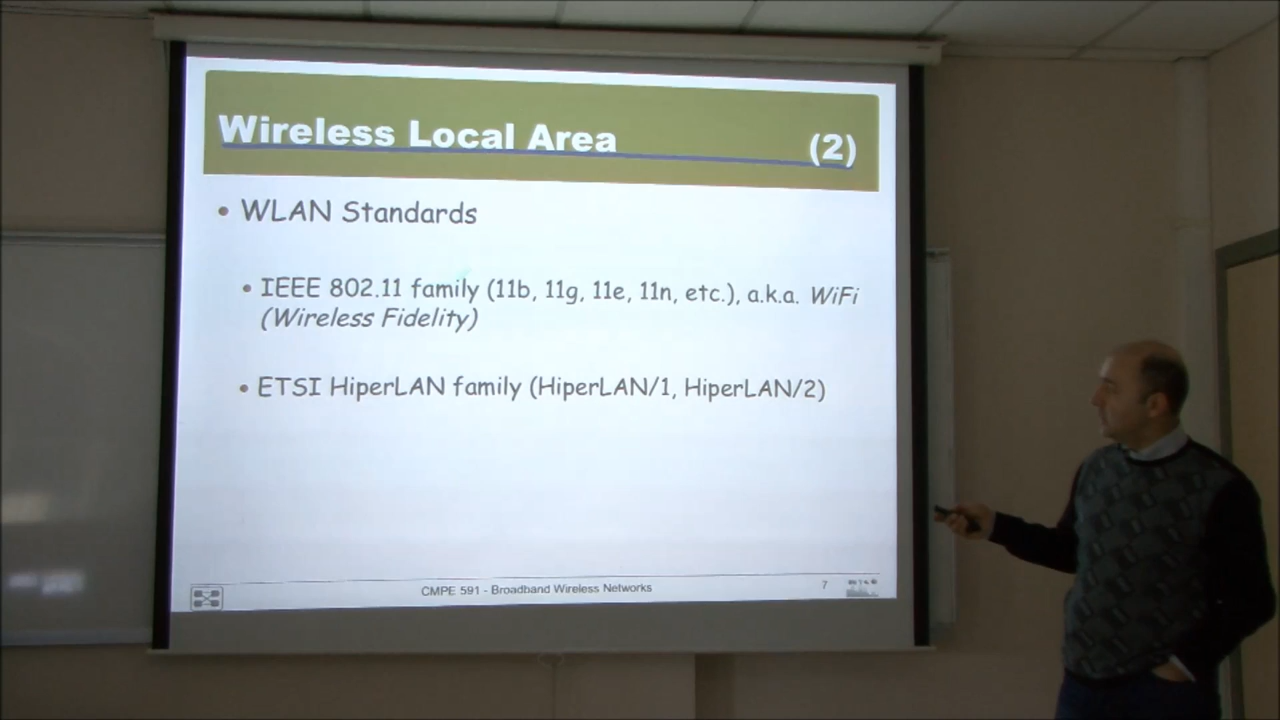 Wireless Local Area (2)
• WLAN Standards
• IEEE 802.11 family (11b, 11g, 11e, 11n, etc.), a.k.a. WiFi
(Wireless Fidelity)
• ETSI HiperLAN family (HiperLAN/1, HiperLAN/2)
CMPE 591 - Broadband Wireless Networks 7